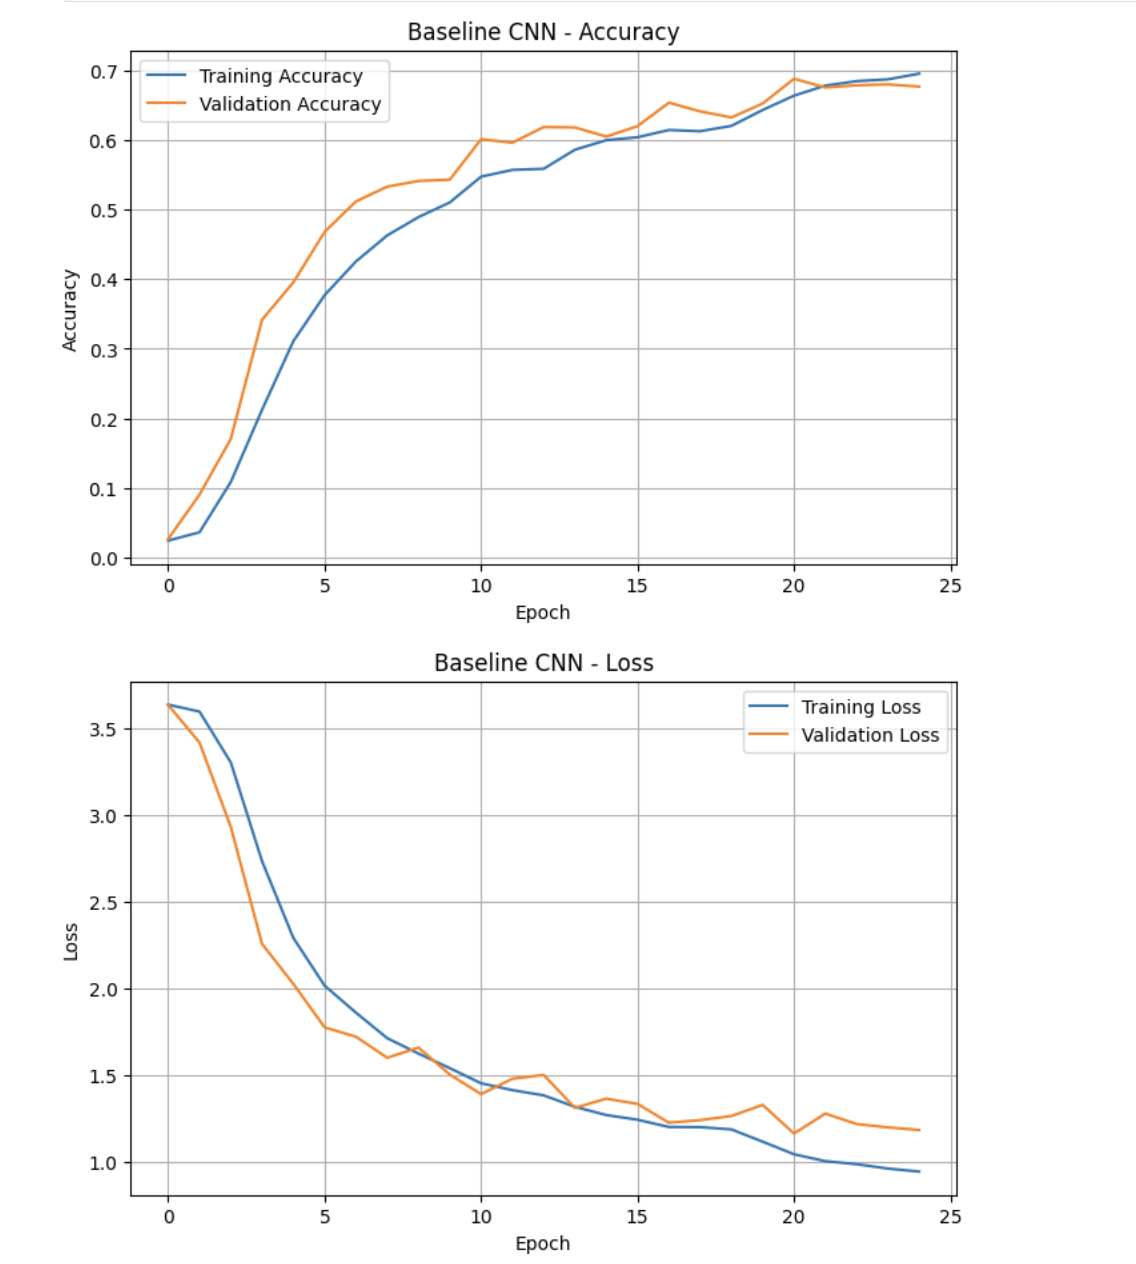 Baseline CNN - Accuracy
Training Accuracy
Validation Accuracy
Accuracy
0.7
0.6
0.5
0.4
0.3
0.2
0.1
0.0
0 5 10 15 20 25
Epoch
Baseline CNN - Loss
Training Loss
Validation Loss
Loss
3.5
3.0
2.5
2.0
1.5
1.0
0 5 10 15 20 25
Epoch